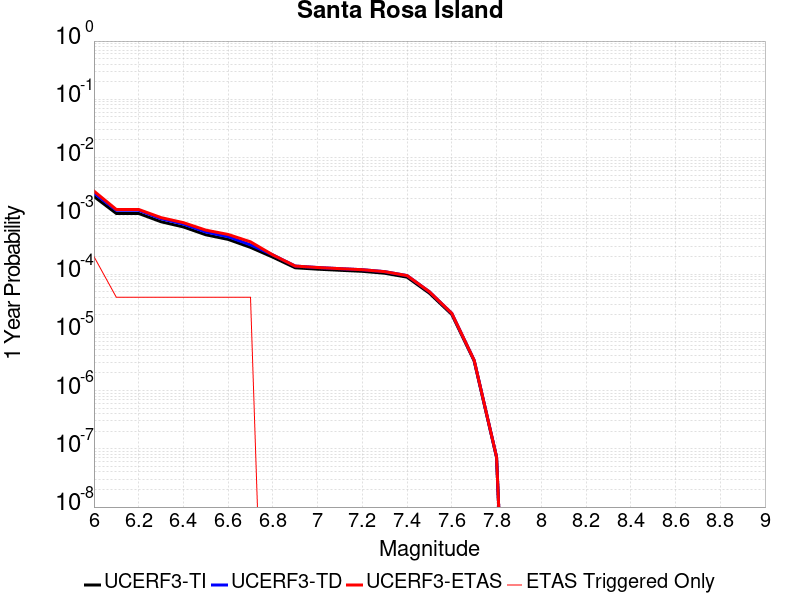 Santa Rosa Island
1 Year Probability
10^0
10^-1
10^-2
10^-3
10^-4
10^-5
10^-6
10^-7
10^-8
6 6.2 6.4 6.6 6.8 7 7.2 7.4 7.6 7.8 8 8.2 8.4 8.6 8.8 9
Magnitude
UCERF3-TI UCERF3-TD UCERF3-ETAS ETAS Triggered Only